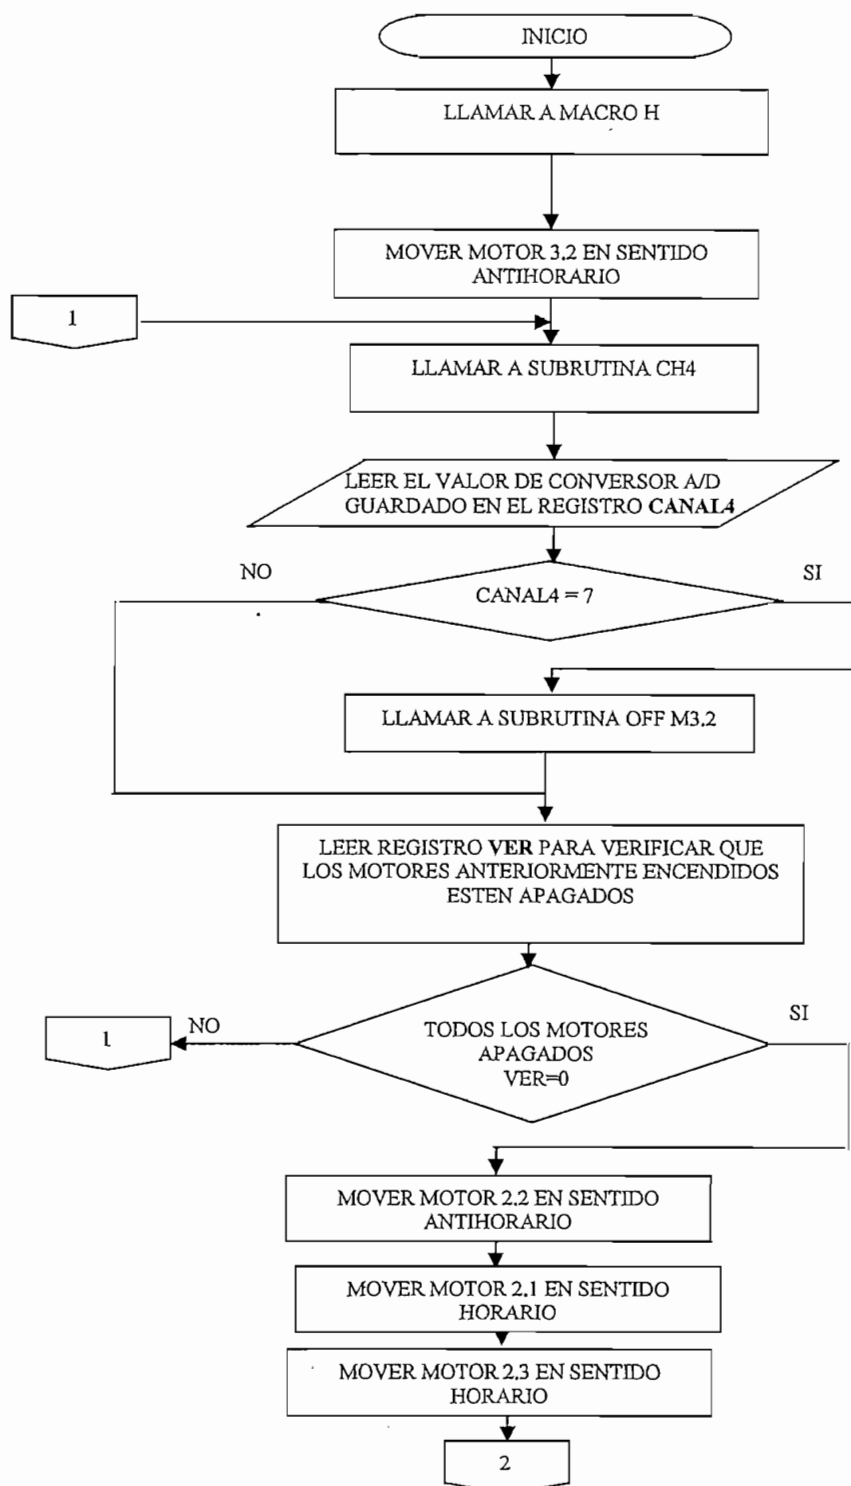 INICIO
LLAMAR A MACRO H
MOVER MOTOR 3.2 EN SENTIDO
ANTIHORARIO
1
LLAMAR A SUBRUTINA CH4
LEER EL VALOR DE CONVERSOR A/D
GUARDADO EN EL REGISTRO CANAL4
NO
SI
CANAL4 = 7
LLAMAR A SUBRUTINA OFF M3.2
LEER REGISTRO VER PARA VERIFICAR QUE
LOS MOTORES ANTERIORMENTE ENCENDIDOS
ESTEN APAGADOS
1
NO
SI
TODOS LOS MOTORES
APAGADOS
VER=0
MOVER MOTOR 2.2 EN SENTIDO
ANTIHORARIO
MOVER MOTOR 2.1 EN SENTIDO
HORARIO
MOVER MOTOR 2.3 EN SENTIDO
HORARIO
2